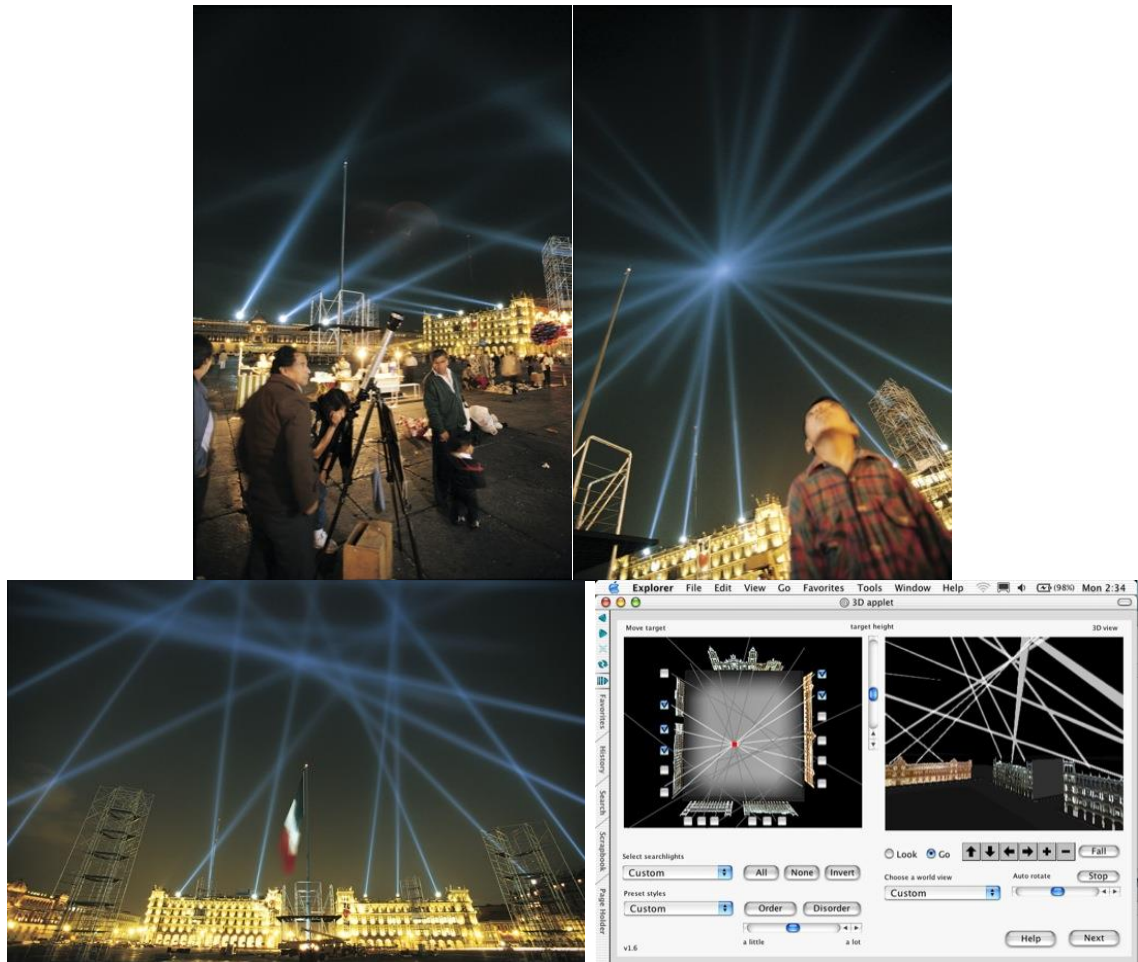 Explorer File Edit View Go Favorites Tools Window Help (98%) Mon 2:34
3D applet
Move target
target height
3D view
Favorites
History
Search
Scrapbook
Page Holder
Select searchlights
Custom
All None Invert
Preset styles
Custom
Order Disorder
a little a lot
v1.6
Look Go
Fall
Choose a world view
Custom
Auto rotate
Stop
Help Next